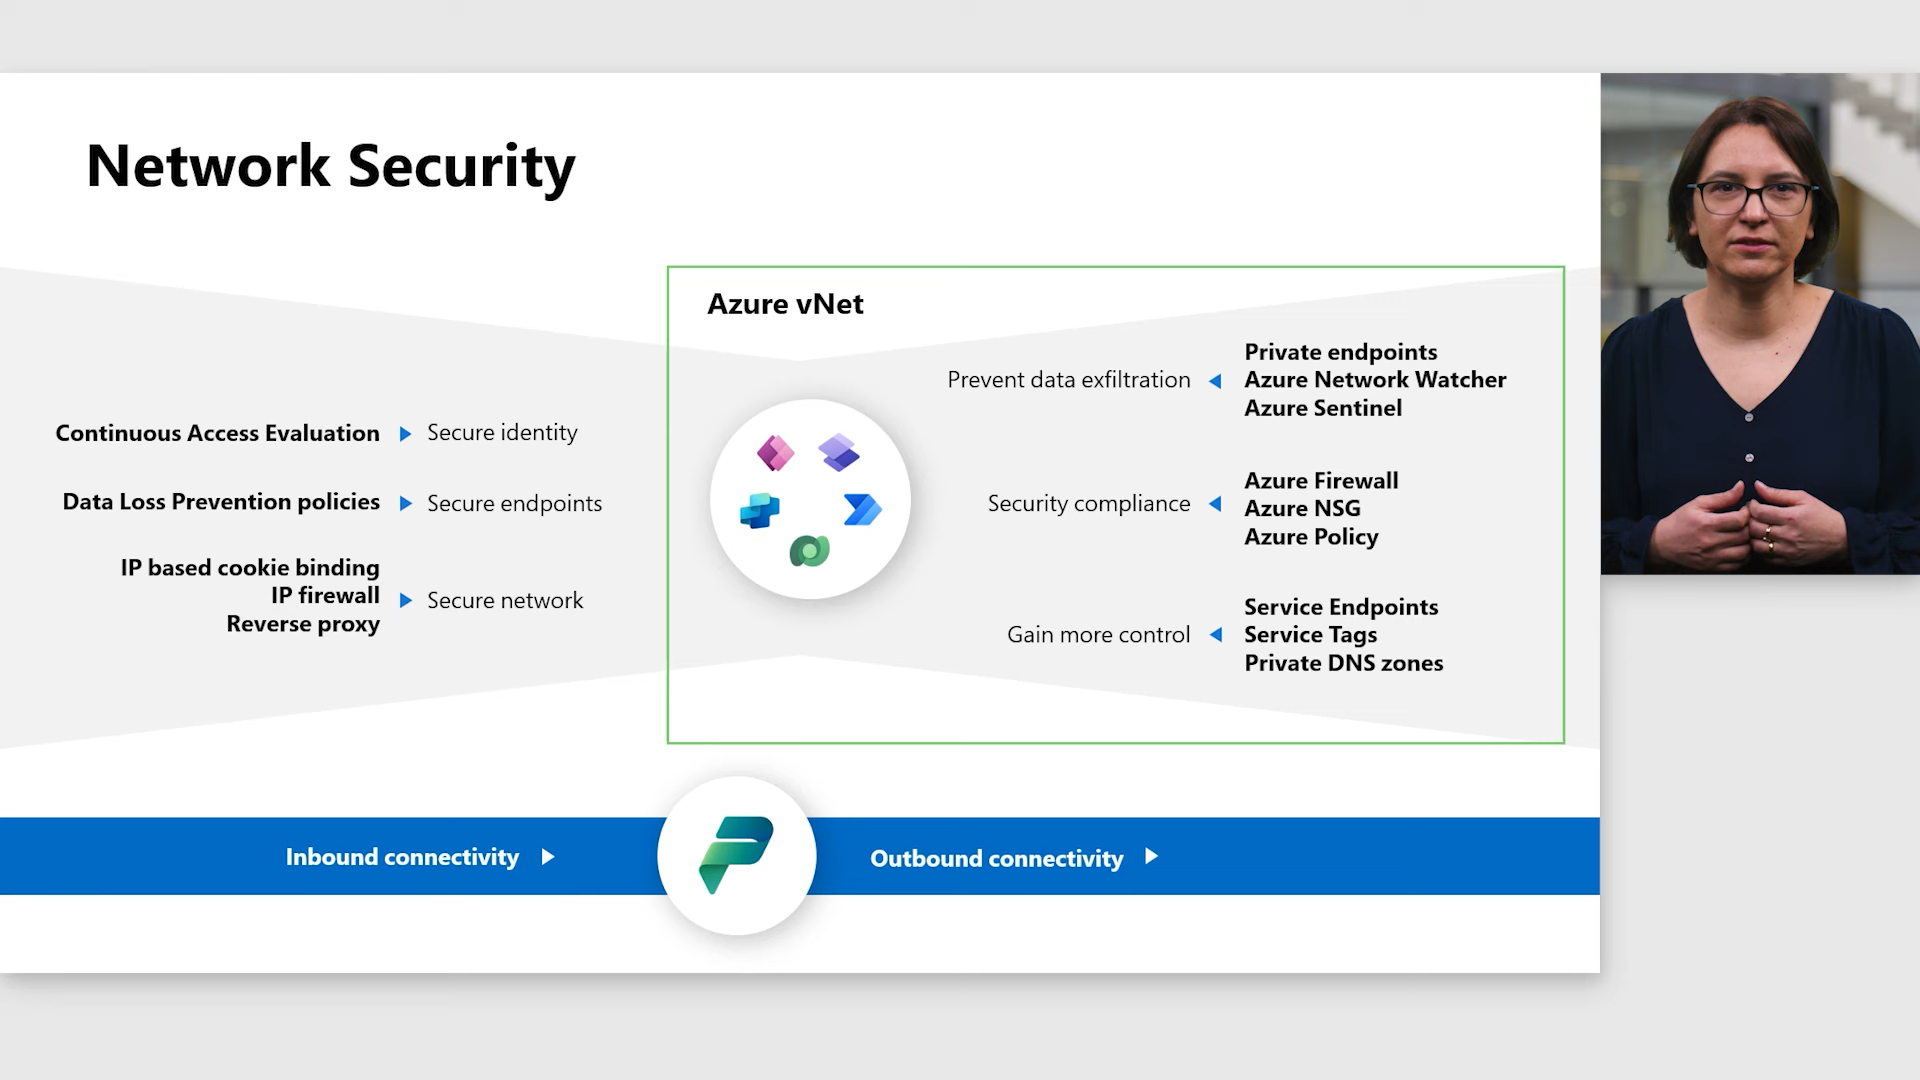 Network Security
Continuous Access Evaluation
Secure identity
Data Loss Prevention policies
Secure endpoints
IP based cookie binding
IP firewall
Reverse proxy
Secure network
Azure vNet
Prevent data exfiltration
Private endpoints
Azure Network Watcher
Azure Sentinel
Security compliance
Azure Firewall
Azure NSG
Azure Policy
Gain more control
Service Endpoints
Service Tags
Private DNS zones
Inbound connectivity
Outbound connectivity